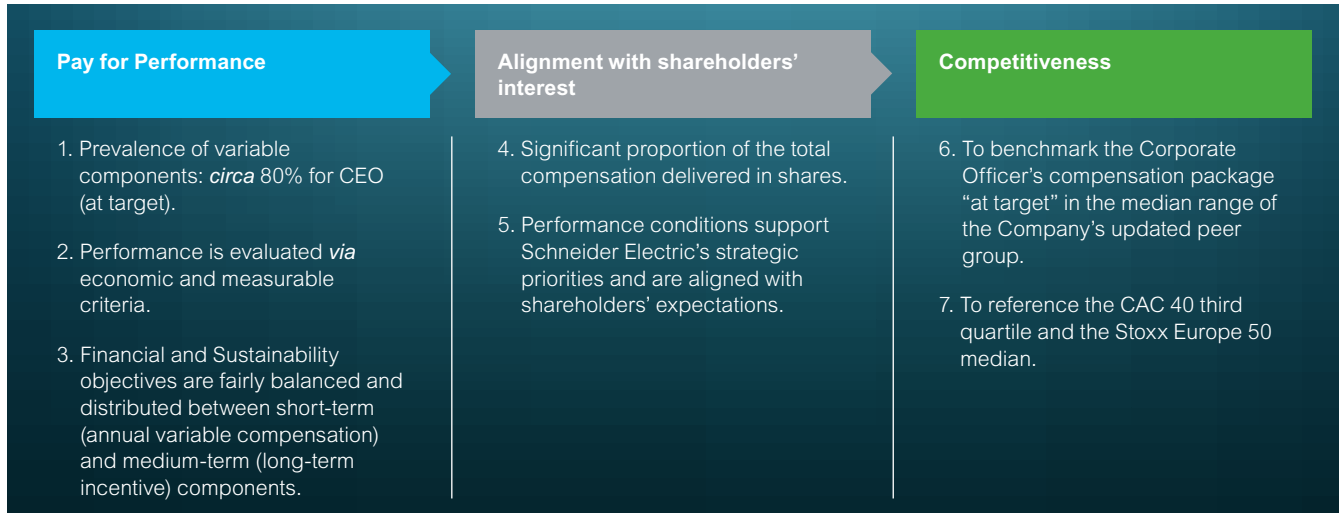 Pay for Performance
1. Prevalence of variable
components: circa 80% for CEO
(at target).
2. Performance is evaluated via
economic and measurable
criteria.
3. Financial and Sustainability
objectives are fairly balanced and
distributed between short-term
(annual variable compensation)
and medium-term (long-term
incentive) components.
Alignment with shareholders’
interest
4. Significant proportion of the total
compensation delivered in shares.
5. Performance conditions support
Schneider Electric’s strategic
priorities and are aligned with
shareholders’ expectations.
Competitiveness
6. To benchmark the Corporate
Officer’s compensation package
“at target” in the median range of
the Company’s updated peer
group.
7. To reference the CAC 40 third
quartile and the Stoxx Europe 50
median.